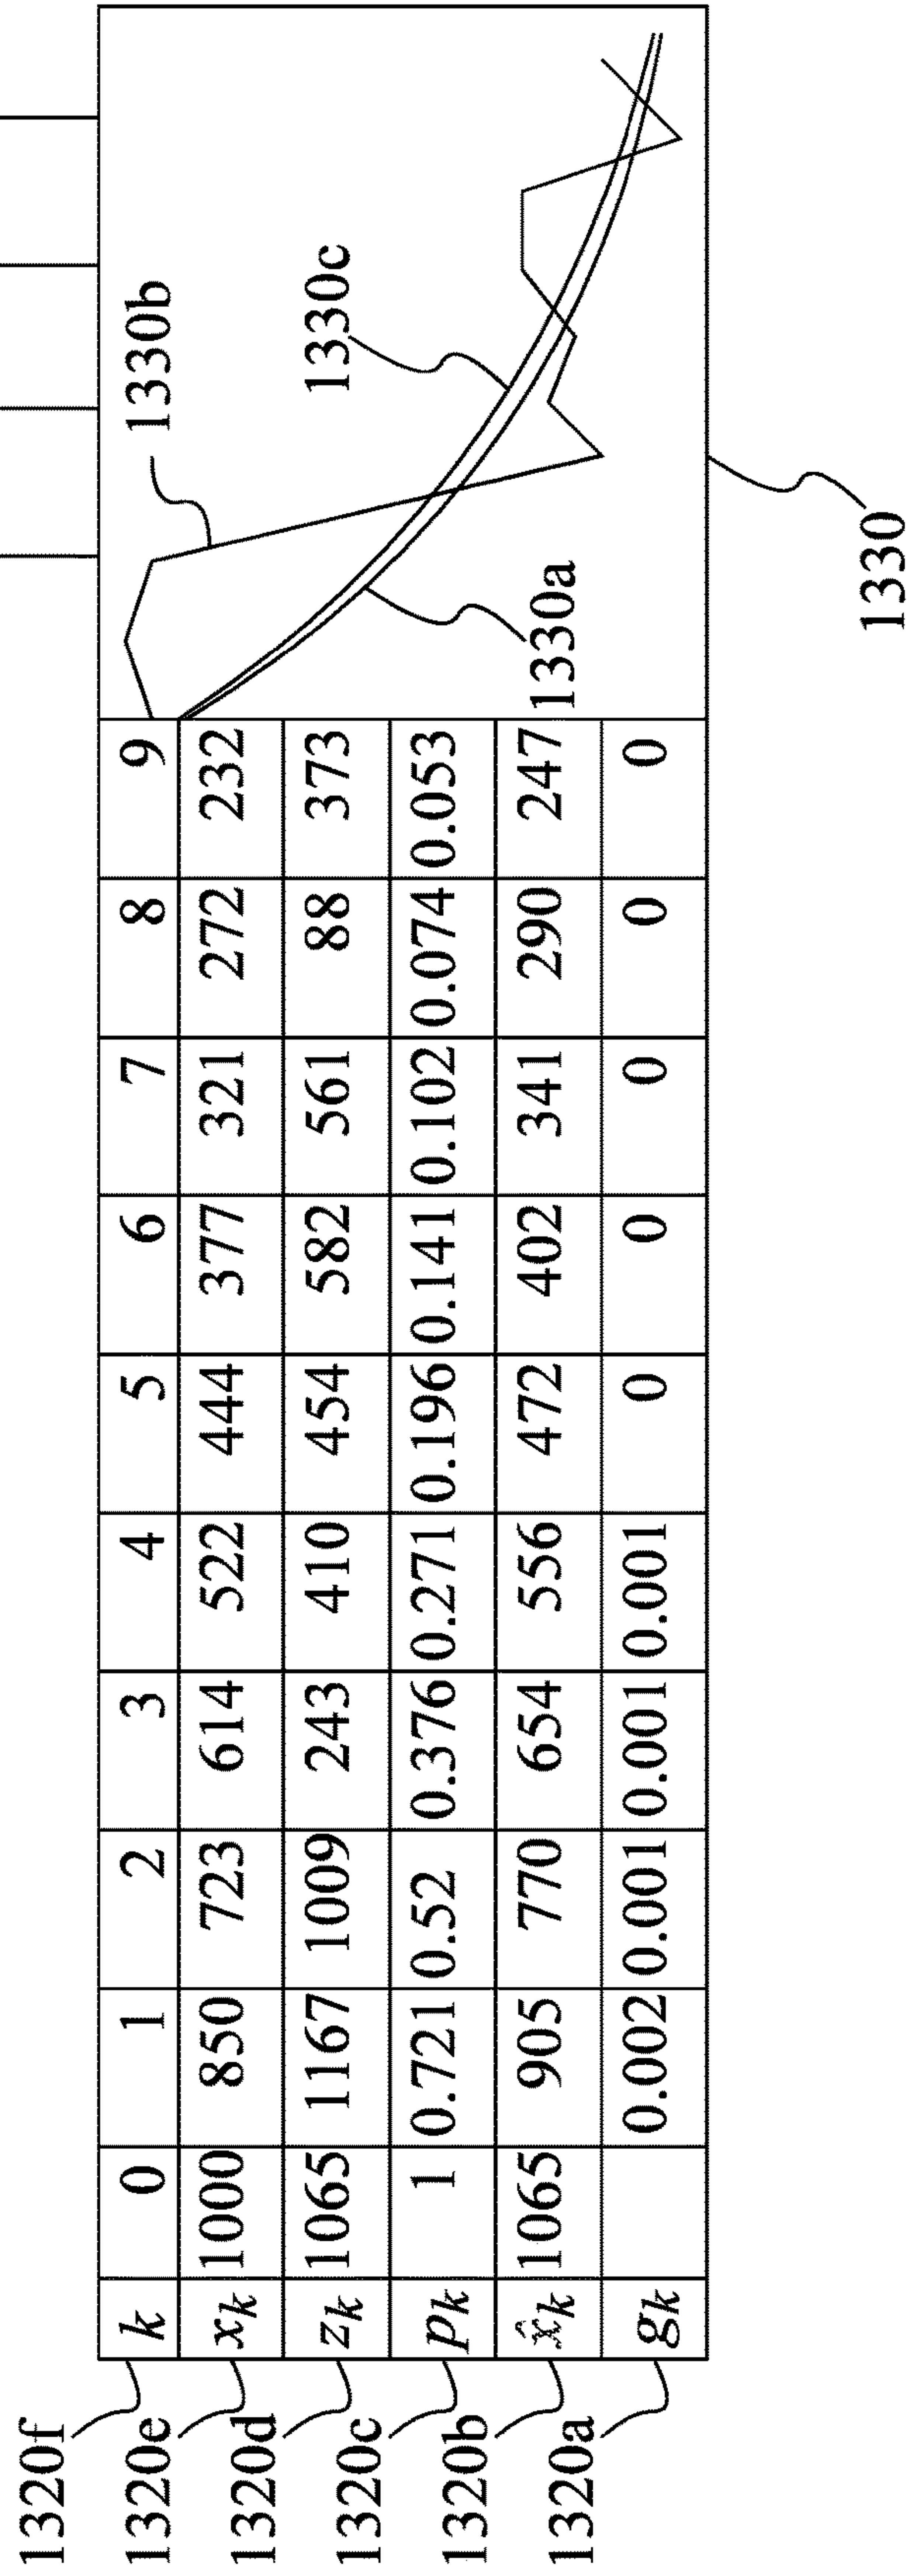 1320f k 0 1 2 3 4 5 6 7 8 9
1320e x_k 1000 850 723 614 522 444 377 321 272 232
1320d z_k 1065 1167 1009 243 410 454 582 561 88 373
1320c p_k 1 0.721 0.52 0.376 0.271 0.196 0.141 0.102 0.074 0.053
1320b x̂_k 1065 905 770 654 556 472 402 341 290 247
1320a g_k 0.002 0.001 0.001 0.001 0 0 0 0 0
1330b
1330c
1330a
1330